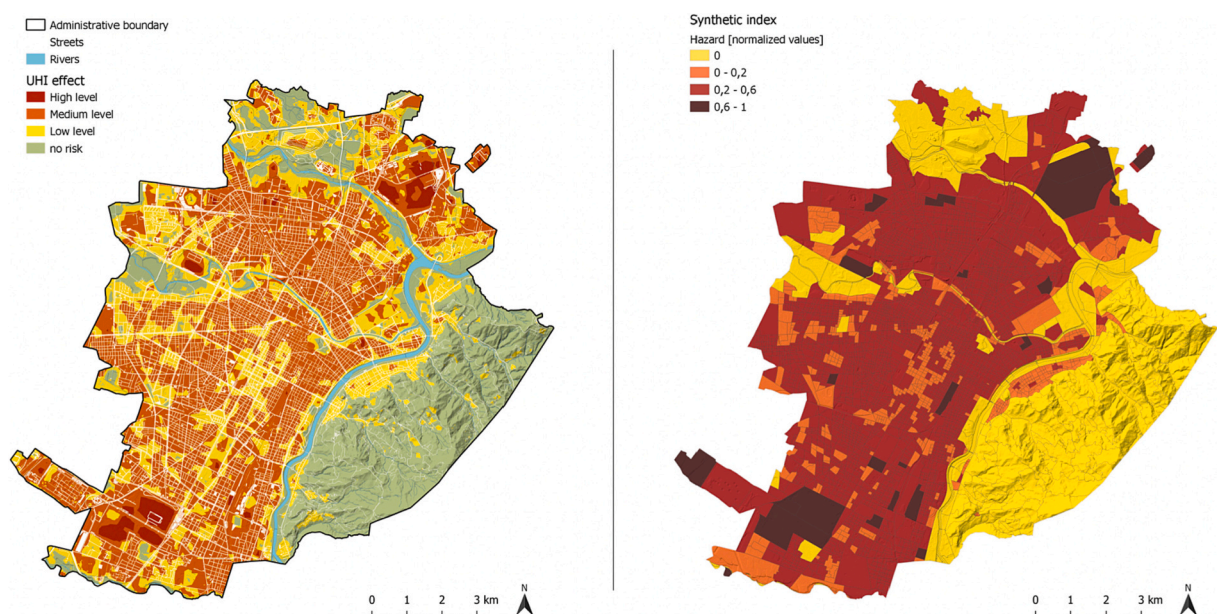 Administrative boundary
Streets
Rivers
UHI effect
High level
Medium level
Low level
no risk
0 1 2 3 km
N
Synthetic index
Hazard [normalized values]
0
0 - 0,2
0,2 - 0,6
0,6 - 1
0 1 2 3 km
N